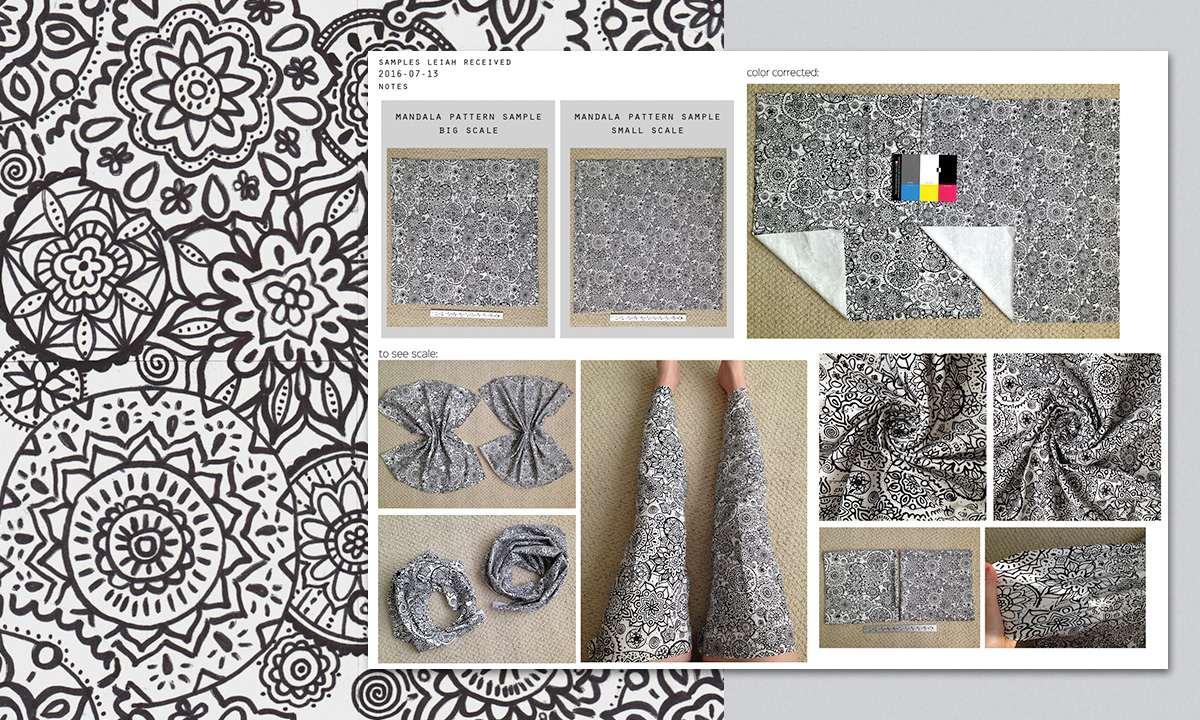 SAMPLES LEIAH RECEIVED
2016-07-13
NOTES
MANDALA PATTERN SAMPLE
BIG SCALE
MANDALA PATTERN SAMPLE
SMALL SCALE
color corrected:
to see scale: